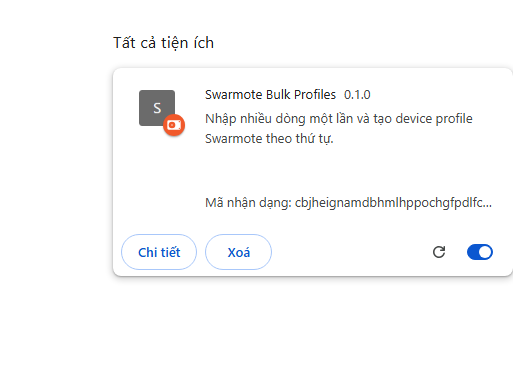 Tất cả tiện ích
S
Swarmote Bulk Profiles 0.1.0
Nhập nhiều dòng một lần và tạo device profile
Swarmote theo thứ tự.
Mã nhận dạng: cbjheignamdbhmlhppochgfpdlfc...
Chi tiết
Xoá